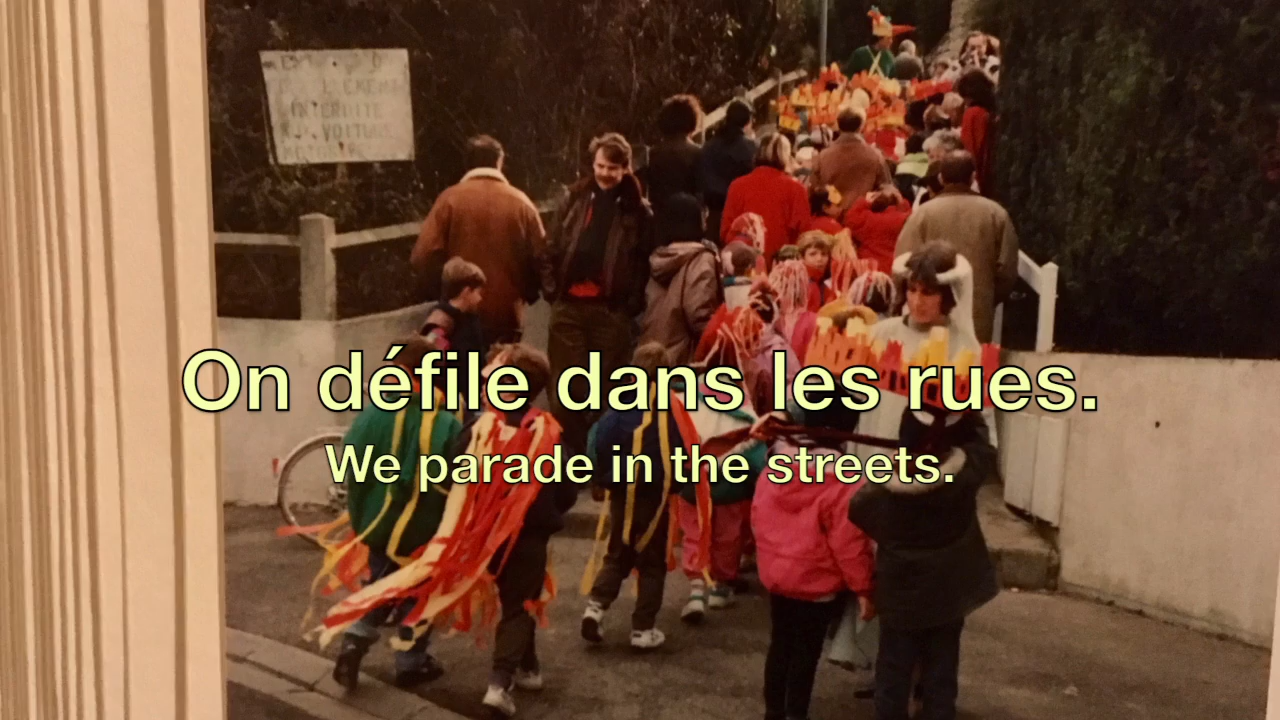 INTERDITE
On défile dans les rues.
We parade in the streets.